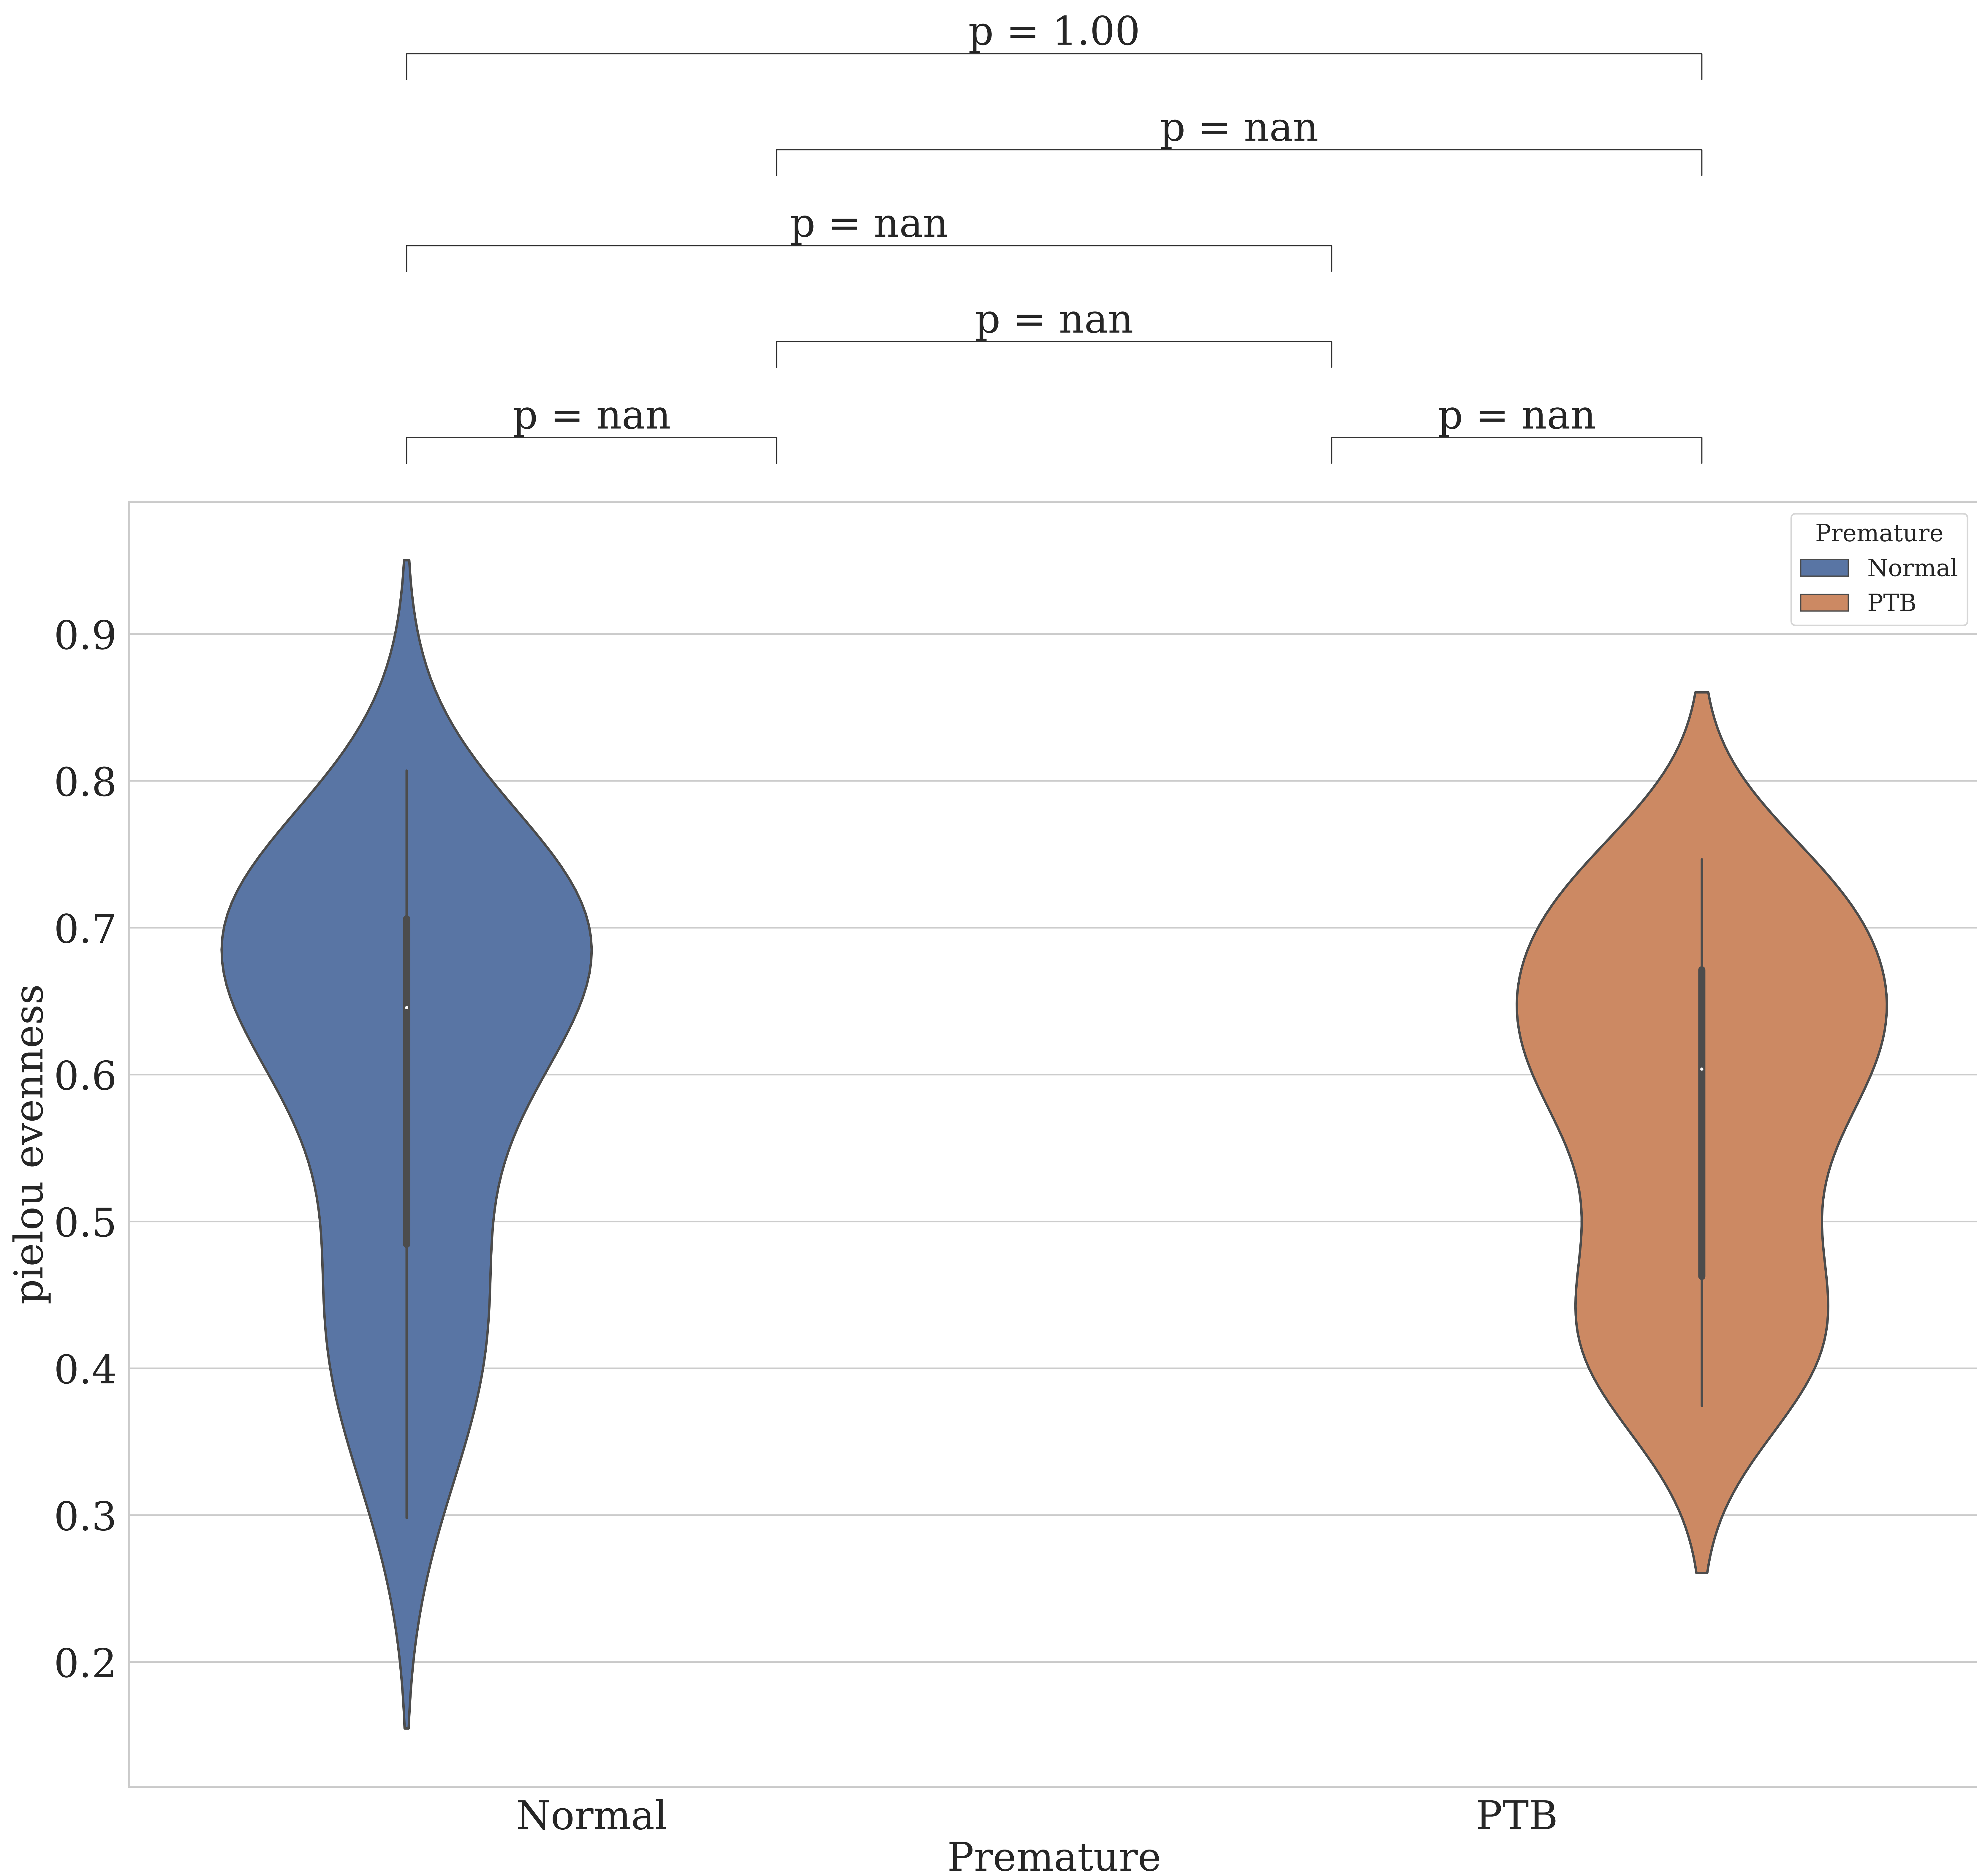 p = 1.00
p = nan
p = nan
p = nan
p = nan
p = nan
Premature
Normal
PTB
0.9
0.8
0.7
0.6
0.5
0.4
0.3
0.2
pielou evenness
Normal
PTB
Premature